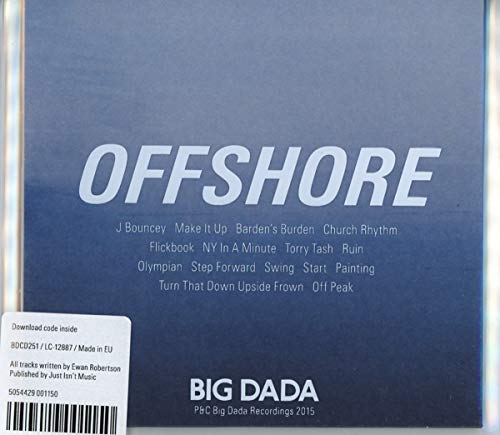 OFFSHORE
J Bouncey Make It Up Barden's Burden Church Rhythm
Flickbook NY In A Minute Torry Tash Ruin
Olympian Step Forward Swing Start Painting
Turn That Down Upside Frown Off Peak
Download code inside
BDCD251 / LC-12887 / Made in EU
All tracks written by Ewan Robertson
Published by Just Isn't Music
5054429 001150
BIG DADA
P&C Big Dada Recordings 2015